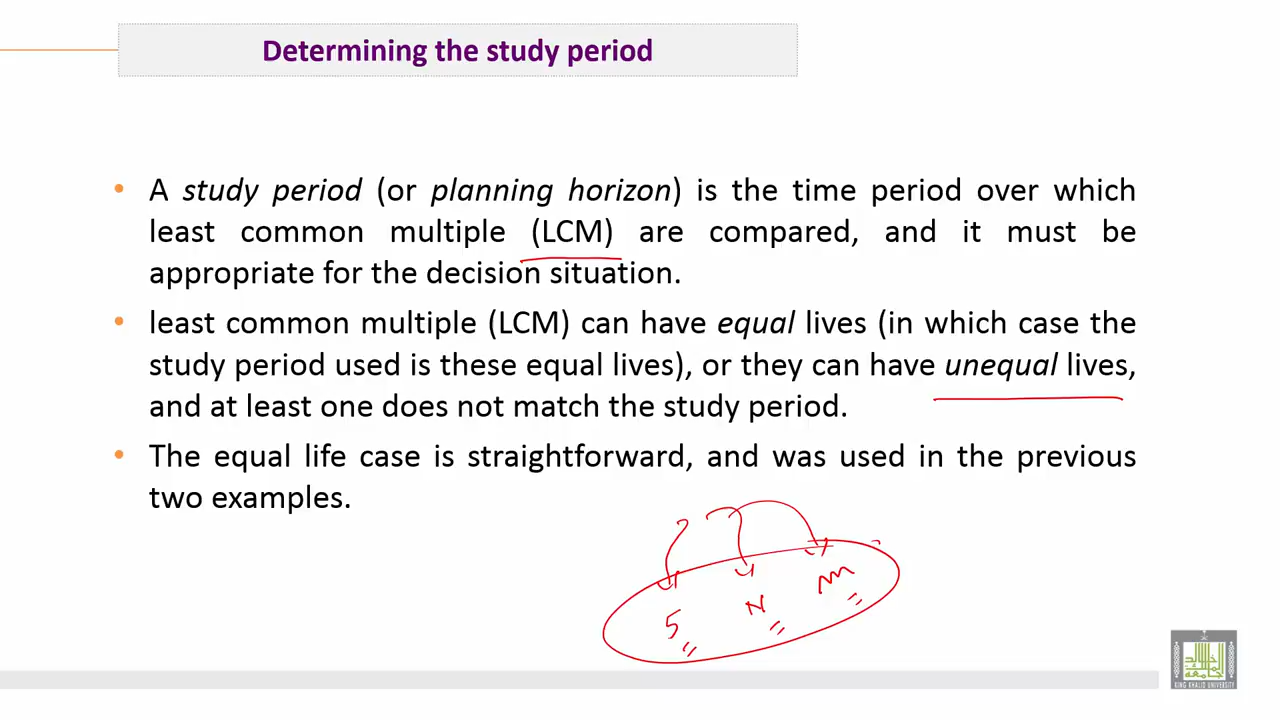 Determining the study period
• A study period (or planning horizon) is the time period over which
least common multiple (LCM) are compared, and it must be
appropriate for the decision situation.
• least common multiple (LCM) can have equal lives (in which case the
study period used is these equal lives), or they can have unequal lives,
and at least one does not match the study period.
• The equal life case is straightforward, and was used in the previous
two examples.
5
KING KHALID UNIVERSITY